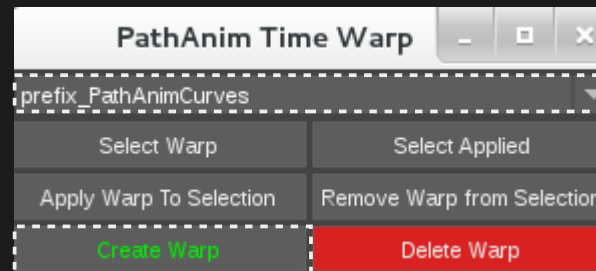 PathAnim Time Warp
prefix_PathAnimCurves
Select Warp Select Applied
Apply Warp To Selection Remove Warp from Selection
Create Warp Delete Warp